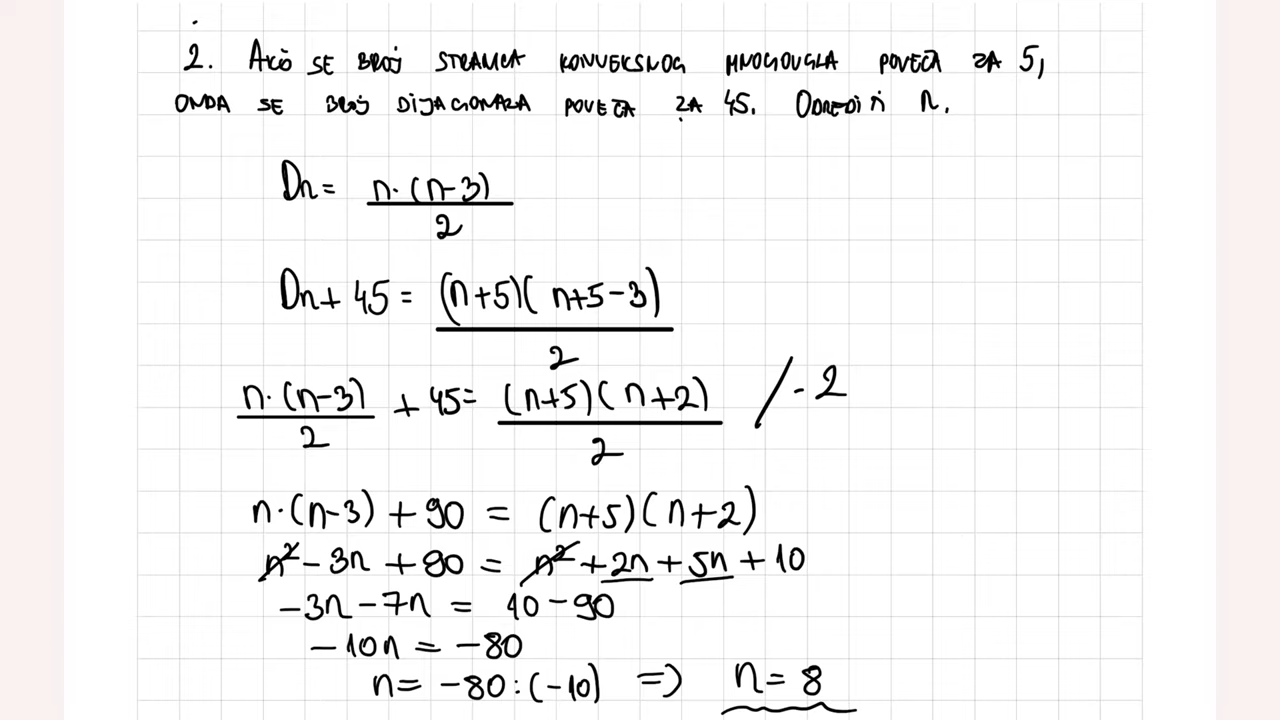 2. AKO SE BROJ STRANICA KONVEKSNOG MNOGOUGLA POVEĆA ZA 5,
ONDA SE BROJ DIJAGONALA POVEĆA ZA 45. ODREDITI n.
Dn = n·(n-3)/2
Dn + 45 = (n+5)(n+5-3)/2
n·(n-3)/2 + 45 = (n+5)(n+2)/2 /·2
n·(n-3) + 90 = (n+5)(n+2)
n² - 3n + 90 = n² + 2n + 5n + 10
-3n - 7n = 10 - 90
-10n = -80
n = -80:(-10) => n = 8